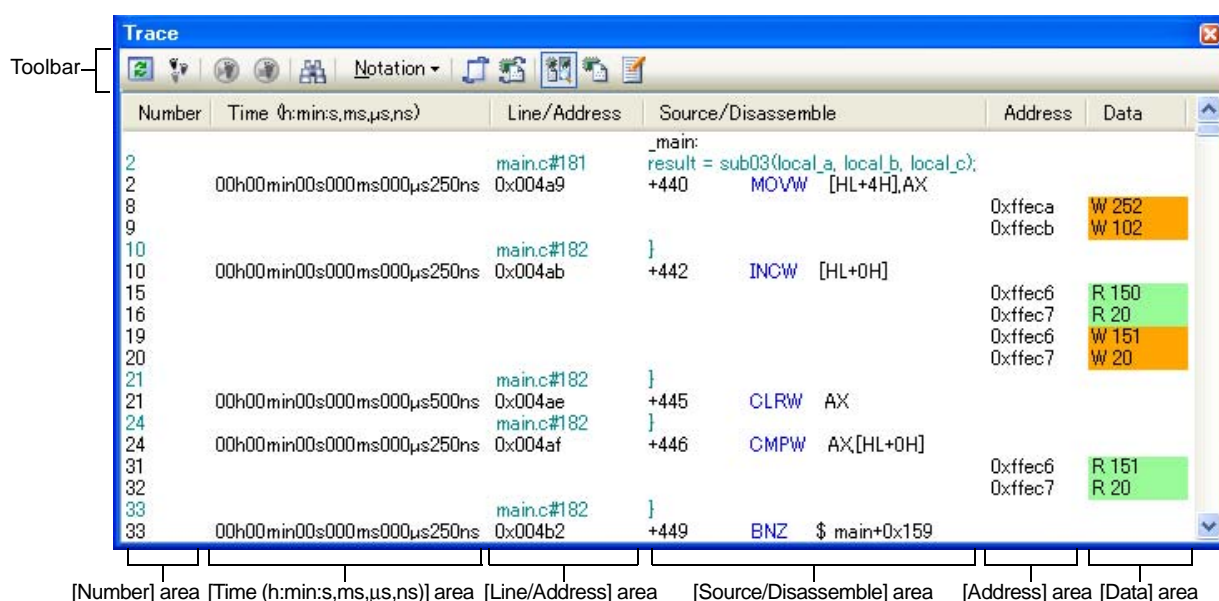 Trace
Toolbar
Notation
Number Time (h:min:s,ms,µs,ns) Line/Address Source/Disassemble Address Data
_main:
2 main.c#181 result = sub03(local_a, local_b, local_c);
2 00h00min00s000ms000µs250ns 0x004a9 +440 MOVW [HL+4H],AX
8 0xffeca W 252
9 0xffecb W 102
10 main.c#182 }
10 00h00min00s000ms000µs250ns 0x004ab +442 INCW [HL+0H]
15 0xffec6 R 150
16 0xffec7 R 20
19 0xffec6 W 151
20 0xffec7 W 20
21 main.c#182 }
21 00h00min00s000ms000µs500ns 0x004ae +445 CLRW AX
24 main.c#182 }
24 00h00min00s000ms000µs250ns 0x004af +446 CMPW AX,[HL+0H]
31 0xffec6 R 151
32 0xffec7 R 20
33 main.c#182 }
33 00h00min00s000ms000µs250ns 0x004b2 +449 BNZ $ main+0x159
[Number] area [Time (h:min:s,ms,µs,ns)] area [Line/Address] area [Source/Disassemble] area [Address] area [Data] area